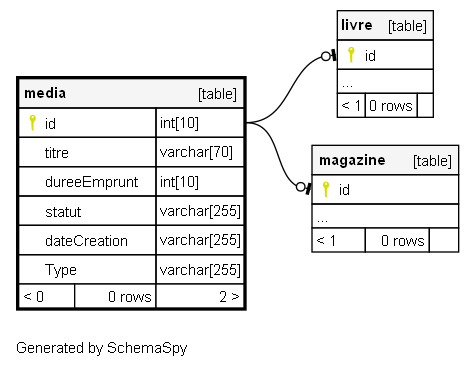 livre [table]
id
...
< 1 0 rows
media [table]
id int[10]
titre varchar[70]
dureeEmprunt int[10]
statut varchar[255]
dateCreation varchar[255]
Type varchar[255]
< 0 0 rows 2 >
magazine [table]
id
...
< 1 0 rows
Generated by SchemaSpy